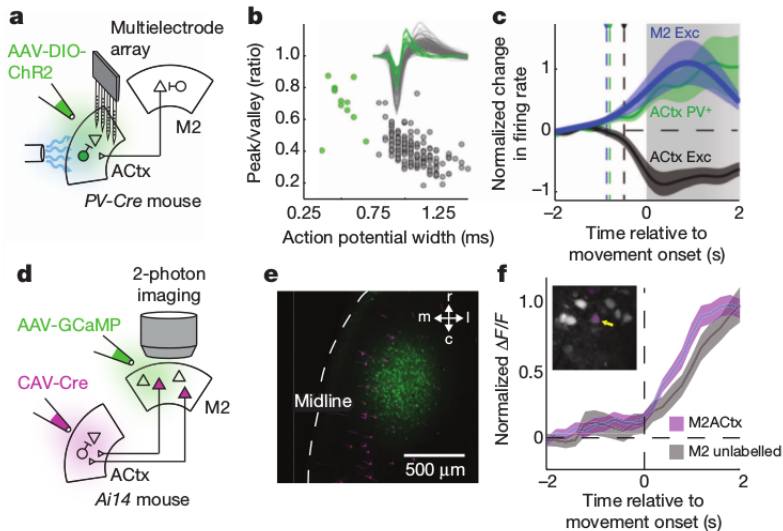 a
Multielectrode
array
AAV-DIO-
ChR2
M2
ACtx
PV-Cre mouse
b
Peak/valley (ratio)
1.2
1.0
0.8
0.6
0.4
0.2
0.25
0.75
1.25
Action potential width (ms)
c
Normalized change
in firing rate
1
0
−1
M2 Exc
ACtx PV+
ACtx Exc
−2
0
2
Time relative to
movement onset (s)
d
2-photon
imaging
AAV-GCaMP
CAV-Cre
M2
ACtx
Ai14 mouse
e
r
m
l
c
Midline
500 μm
f
Normalized ΔF/F
1.0
0.5
0
M2ACtx
M2 unlabelled
−2
0
2
Time relative to
movement onset (s)